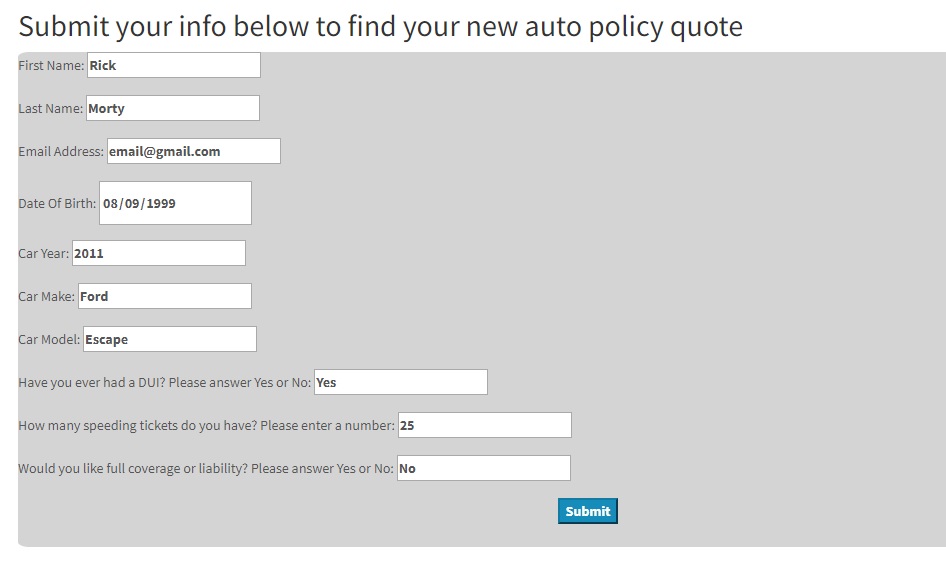 Submit your info below to find your new auto policy quote
First Name: Rick
Last Name: Morty
Email Address: email@gmail.com
Date Of Birth: 08/09/1999
Car Year: 2011
Car Make: Ford
Car Model: Escape
Have you ever had a DUI? Please answer Yes or No: Yes
How many speeding tickets do you have? Please enter a number: 25
Would you like full coverage or liability? Please answer Yes or No: No
Submit